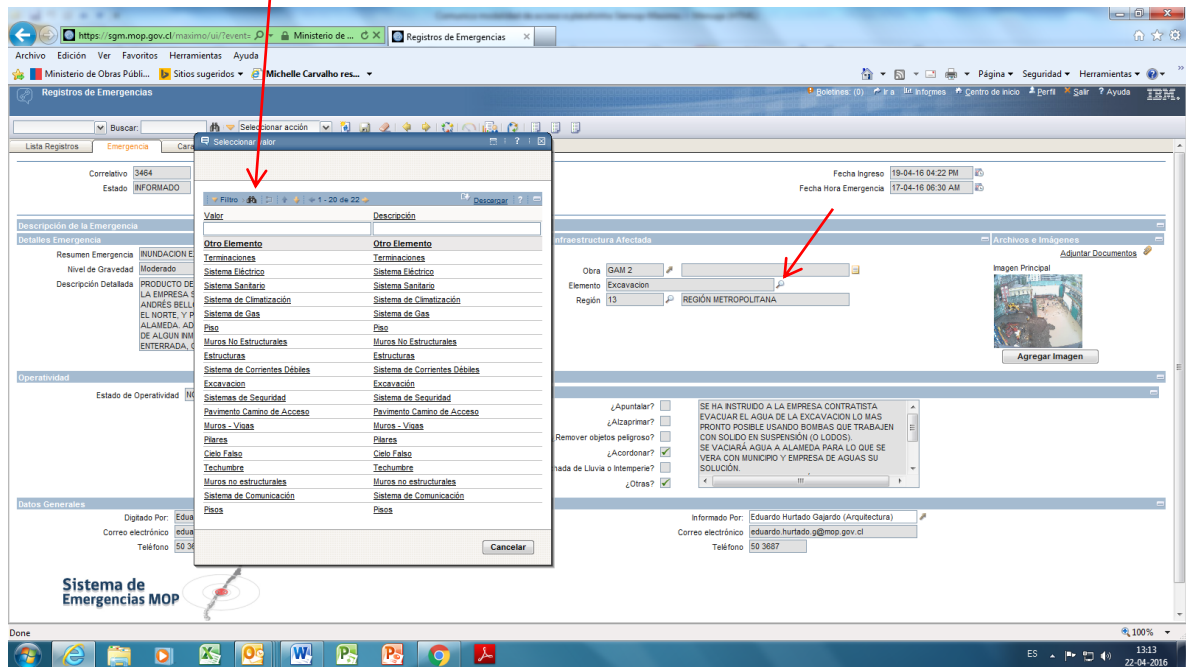 https://sgm.mop.gov.cl/maximo/ui/?event=
Ministerio de ...
Registros de Emergencias
Archivo Edición Ver Favoritos Herramientas Ayuda
Ministerio de Obras Públi... Sitios sugeridos Michelle Carvalho res...
Página Seguridad Herramientas
Registros de Emergencias
Boletines: (0) Ir a Informes Centro de inicio Perfil Salir ? Ayuda IBM.
Buscar: Seleccionar acción
Lista Registros Emergencia Cara
Correlativo 3464
Estado INFORMADO
Fecha Ingreso 19-04-16 04:22 PM
Fecha Hora Emergencia 17-04-16 06:30 AM
Descripción de la Emergencia
Detalles Emergencia
Resumen Emergencia INUNDACION E
Nivel de Gravedad Moderado
Descripción Detallada PRODUCTO DE
LA EMPRESA S
ANDRÉS BELL
EL NORTE, Y P
ALAMEDA. AD
DE ALGUN INM
ENTERRADA,
Operatividad
Estado de Operatividad NO
Datos Generales
Digitado Por: Edua
Correo electrónico edua
Teléfono 50 36
Seleccionar Valor
Filtro 1 - 20 de 22 Descargar ?
Valor Descripción
Otro Elemento Otro Elemento
Terminaciones Terminaciones
Sistema Eléctrico Sistema Eléctrico
Sistema Sanitario Sistema Sanitario
Sistema de Climatización Sistema de Climatización
Sistema de Gas Sistema de Gas
Piso Piso
Muros No Estructurales Muros No Estructurales
Estructuras Estructuras
Sistema de Corrientes Débiles Sistema de Corrientes Débiles
Excavacion Excavación
Sistemas de Seguridad Sistema de Seguridad
Pavimento Camino de Acceso Pavimento Camino de Acceso
Muros - Vigas Muros - Vigas
Pilares Pilares
Cielo Falso Cielo Falso
Techumbre Techumbre
Muros no estructurales Muros no estructurales
Sistema de Comunicación Sistema de Comunicación
Pisos Pisos
Cancelar
nfraestructura Afectada
Obra GAM 2
Elemento Excavacion
Región 13 REGIÓN METROPOLITANA
Archivos e Imágenes
Adjuntar Documentos
Imagen Principal
Agregar Imagen
¿Apuntalar?
¿Alzaprimar?
Remover objetos peligroso?
¿Acordonar?
nada de Lluvia o Intemperie?
¿Otras?
SE HA INSTRUIDO A LA EMPRESA CONTRATISTA
EVACUAR EL AGUA DE LA EXCAVACION LO MAS
PRONTO POSIBLE USANDO BOMBAS QUE TRABAJEN
CON SOLIDO EN SUSPENSIÓN (O LODOS).
SE VACIARÁ AGUA A ALAMEDA PARA LO QUE SE
VERA CON MUNICIPIO Y EMPRESA DE AGUAS SU
SOLUCIÓN.
Informado Por: Eduardo Hurtado Gajardo (Arquitectura)
Correo electrónico eduardo.hurtado.g@mop.gov.cl
Teléfono 50 3687
Sistema de
Emergencias MOP
Done
100%
ES
13:13
22-04-2016